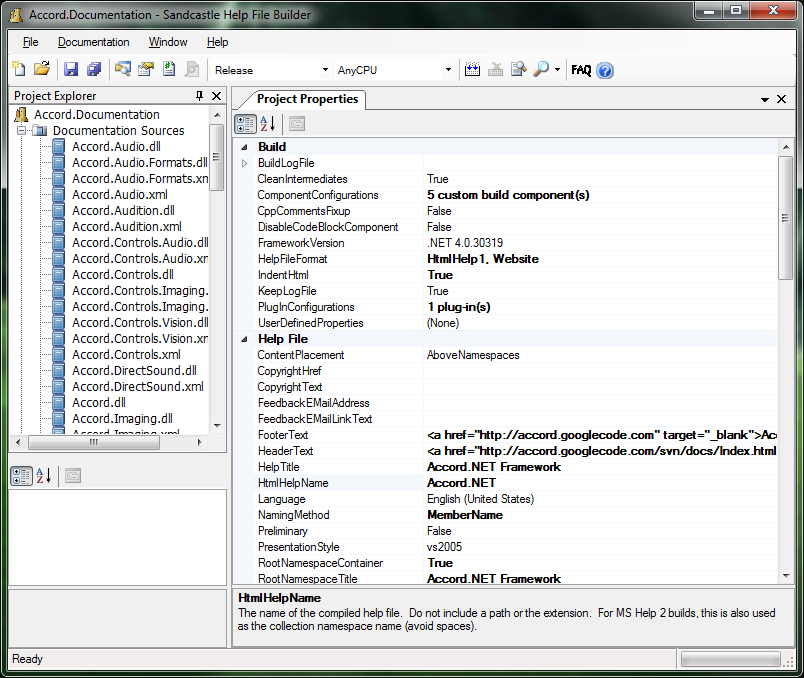 Accord.Documentation - Sandcastle Help File Builder
File Documentation Window Help
Release AnyCPU FAQ
Project Explorer
Accord.Documentation
Documentation Sources
Accord.Audio.dll
Accord.Audio.Formats.dll
Accord.Audio.Formats.xm
Accord.Audio.xml
Accord.Audition.dll
Accord.Audition.xml
Accord.Controls.Audio.dll
Accord.Controls.Audio.xm
Accord.Controls.dll
Accord.Controls.Imaging.
Accord.Controls.Imaging.
Accord.Controls.Vision.dll
Accord.Controls.Vision.xm
Accord.Controls.xml
Accord.DirectSound.dll
Accord.DirectSound.xml
Accord.dll
Accord.Imaging.dll
Accord.Imaging.xml
Project Properties
Build
BuildLogFile
CleanIntermediates True
ComponentConfigurations 5 custom build component(s)
CppCommentsFixup False
DisableCodeBlockComponent False
FrameworkVersion .NET 4.0.30319
HelpFileFormat HtmlHelp1, Website
IndentHtml True
KeepLogFile True
PlugInConfigurations 1 plug-in(s)
UserDefinedProperties (None)
Help File
ContentPlacement AboveNamespaces
CopyrightHref
CopyrightText
FeedbackEMailAddress
FeedbackEMailLinkText
FooterText <a href="http://accord.googlecode.com" target="_blank">Acc
HeaderText <a href="http://accord.googlecode.com/svn/docs/Index.html
HelpTitle Accord.NET Framework
HtmlHelpName Accord.NET
Language English (United States)
NamingMethod MemberName
Preliminary False
PresentationStyle vs2005
RootNamespaceContainer True
RootNamespaceTitle Accord.NET Framework
HtmlHelpName
The name of the compiled help file. Do not include a path or the extension. For MS Help 2 builds, this is also used
as the collection namespace name (avoid spaces).
Ready